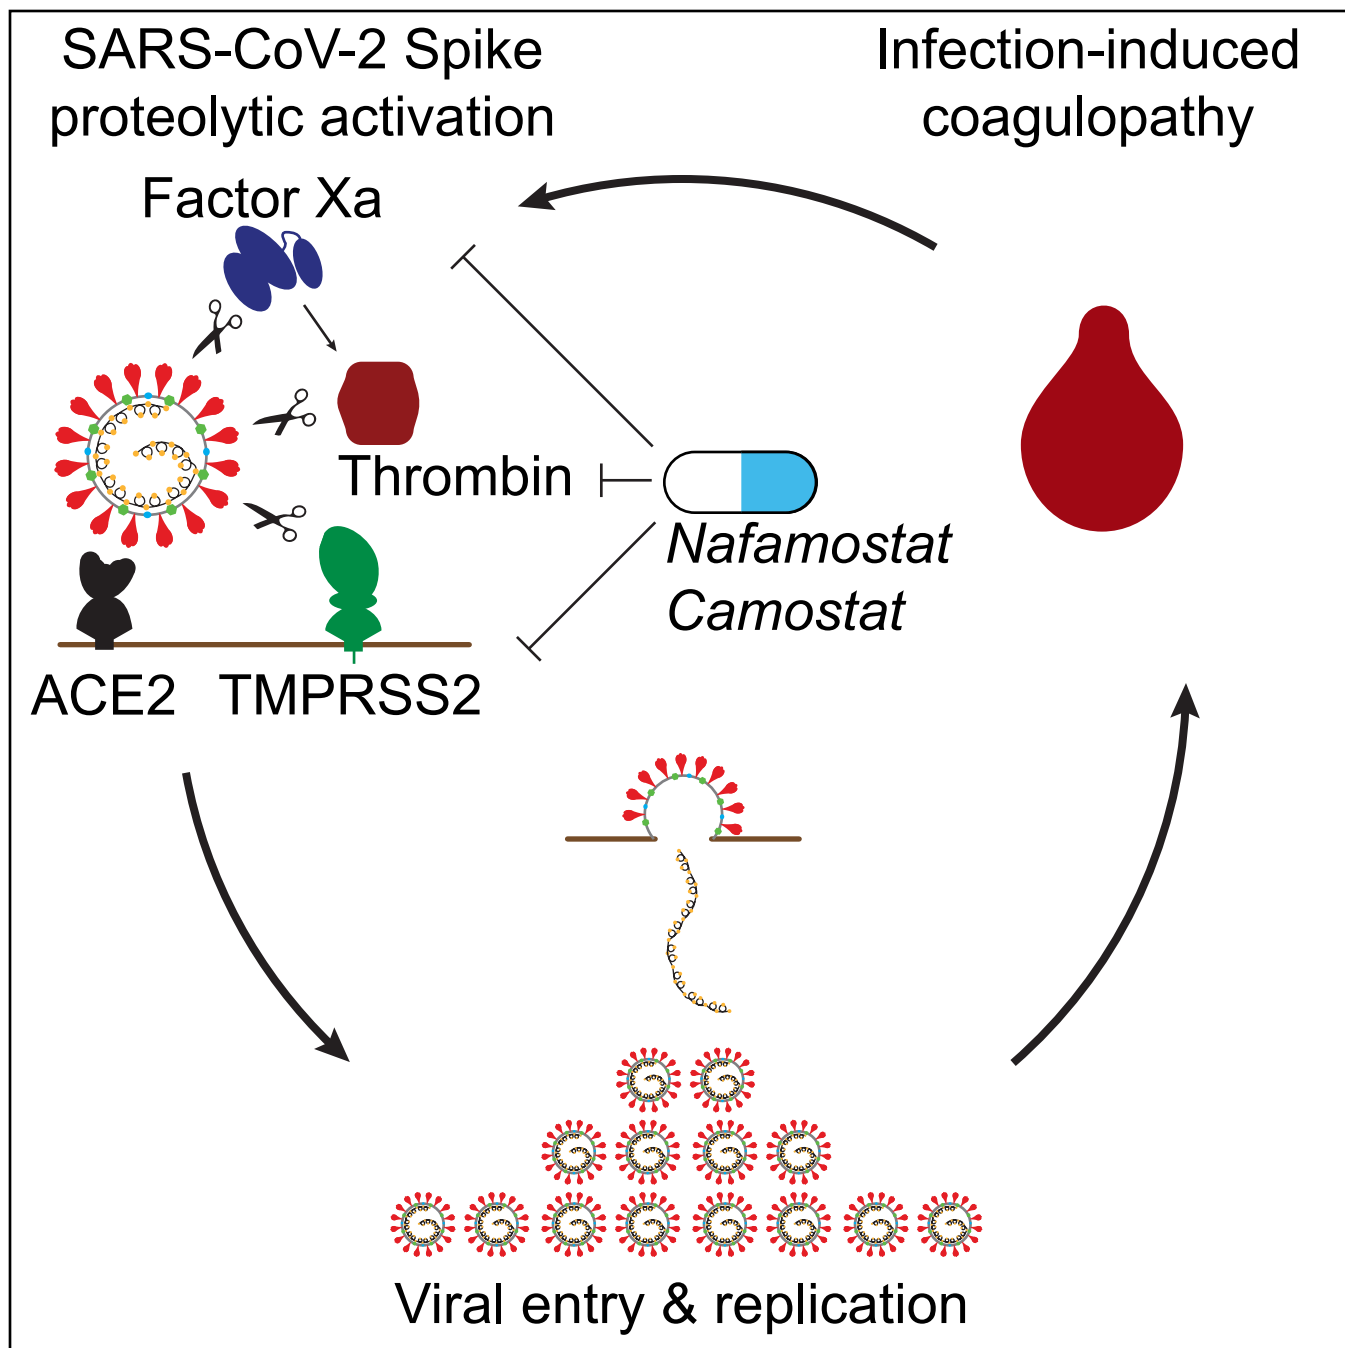 SARS-CoV-2 Spike
proteolytic activation
Infection-induced
coagulopathy
Factor Xa
Thrombin
Nafamostat
Camostat
ACE2
TMPRSS2
Viral entry & replication